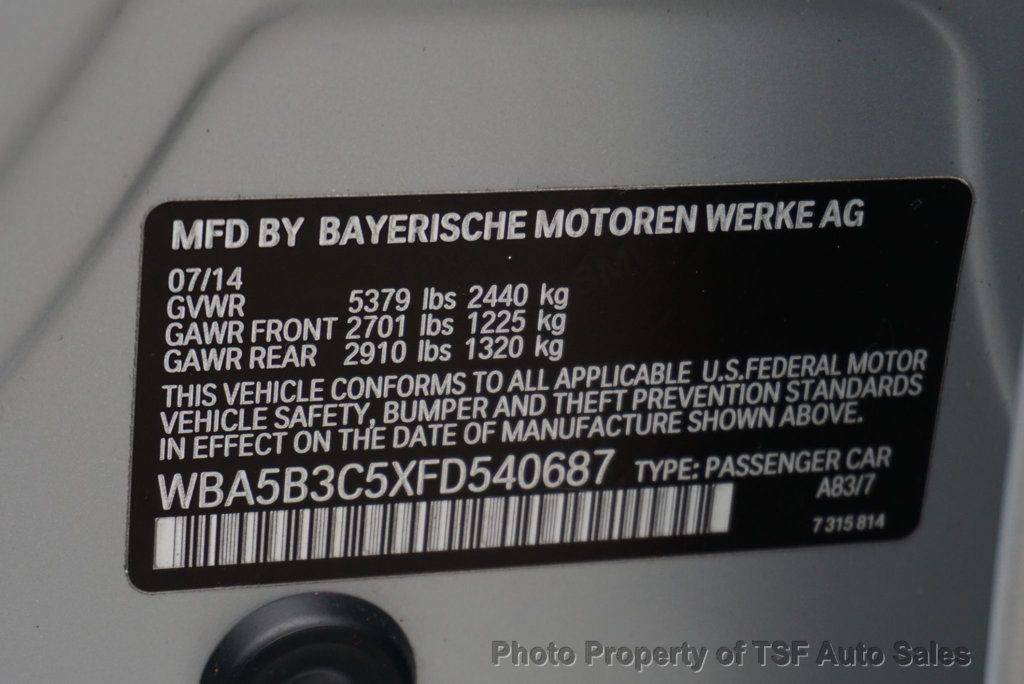 MFD BY BAYERISCHE MOTOREN WERKE AG
07/14
GVWR 5379 lbs 2440 kg
GAWR FRONT 2701 lbs 1225 kg
GAWR REAR 2910 lbs 1320 kg
THIS VEHICLE CONFORMS TO ALL APPLICABLE U.S.FEDERAL MOTOR
VEHICLE SAFETY, BUMPER AND THEFT PREVENTION STANDARDS
IN EFFECT ON THE DATE OF MANUFACTURE SHOWN ABOVE.
WBA5B3C5XFD540687 TYPE: PASSENGER CAR
A83/7
7 315 814
Photo Property of TSF Auto Sales